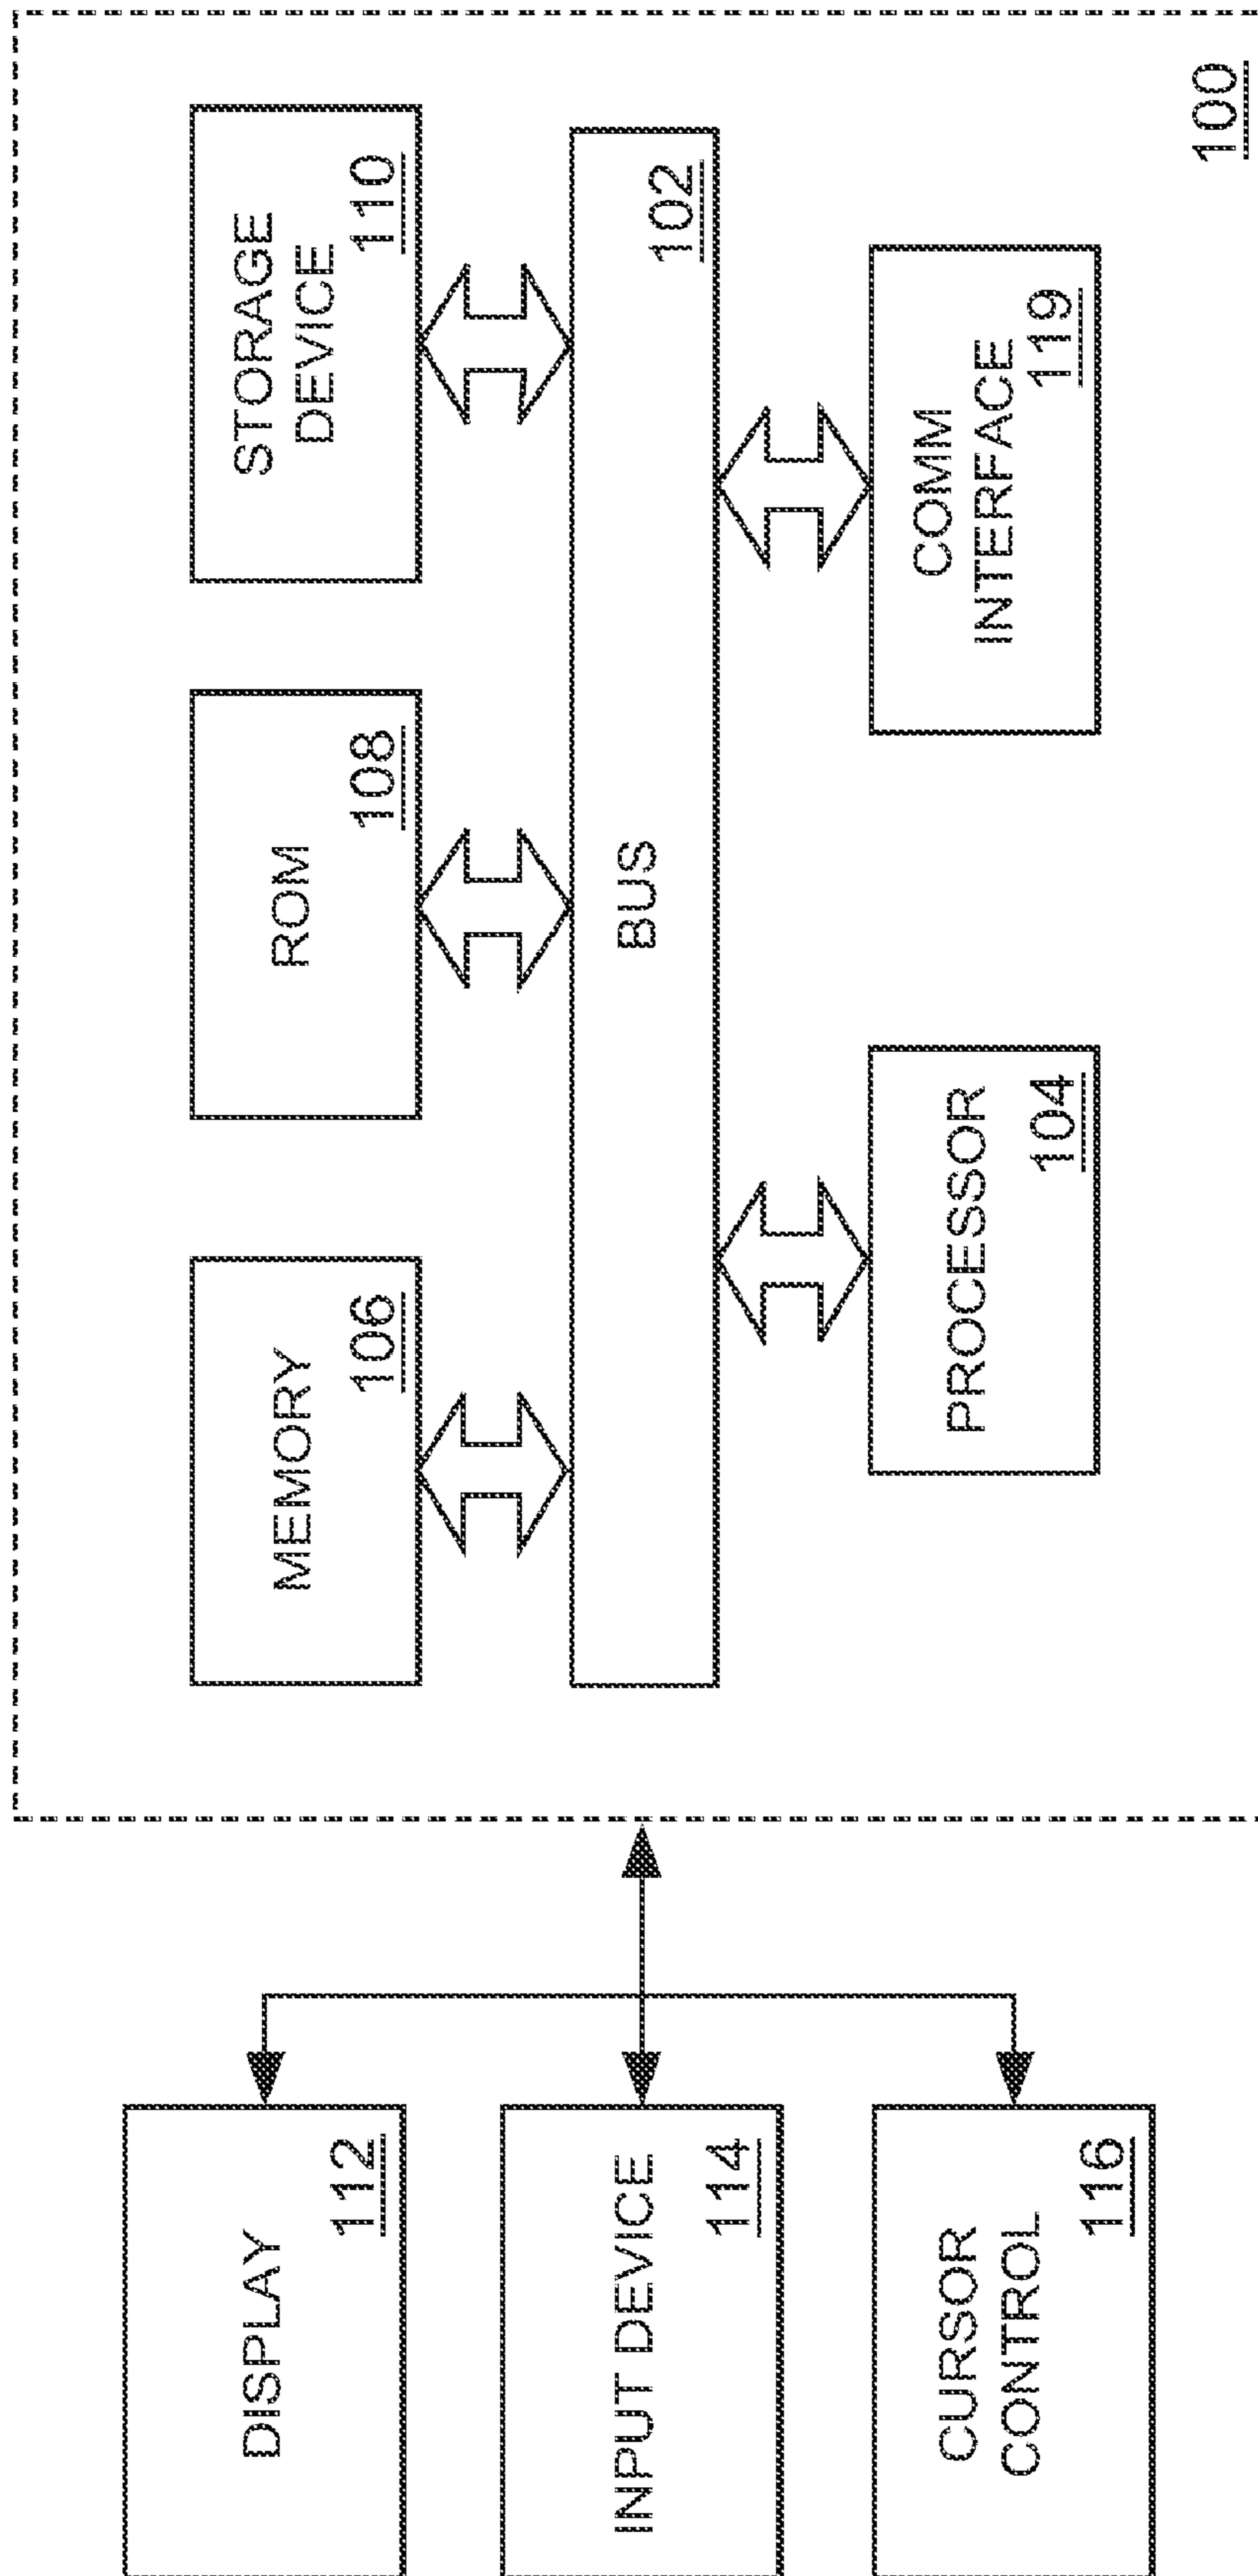 DISPLAY
112
INPUT DEVICE
114
CURSOR
CONTROL
116
MEMORY
106
ROM
108
STORAGE
DEVICE
110
BUS
102
PROCESSOR
104
COMM
INTERFACE
119
100